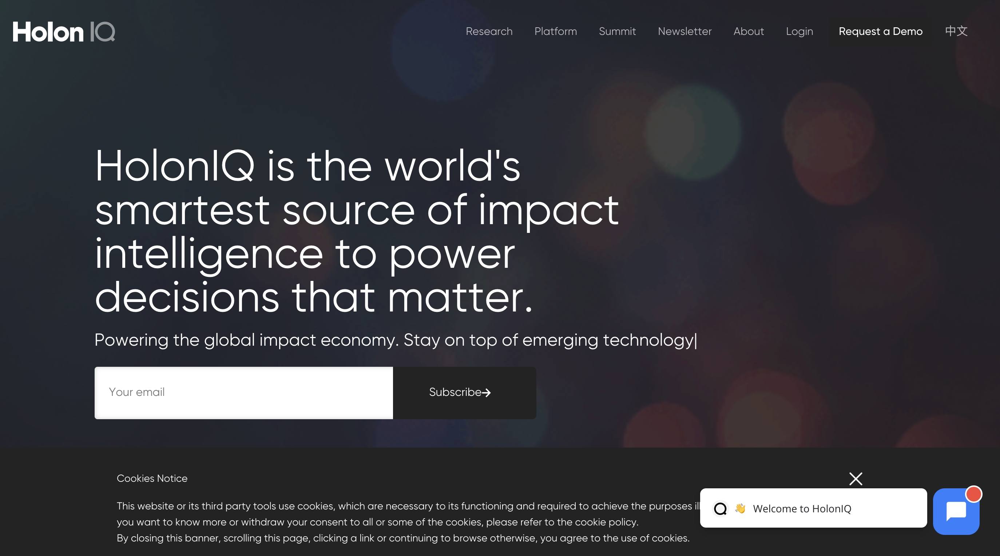 Holon IQ
Research Platform Summit Newsletter About Login Request a Demo 中文
HolonIQ is the world's
smartest source of impact
intelligence to power
decisions that matter.
Powering the global impact economy. Stay on top of emerging technology|
Your email
Subscribe→
Cookies Notice
This website or its third party tools use cookies, which are necessary to its functioning and required to achieve the purposes
you want to know more or withdraw your consent to all or some of the cookies, please refer to the cookie policy.
By closing this banner, scrolling this page, clicking a link or continuing to browse otherwise, you agree to the use of cookies.
👋 Welcome to HolonIQ